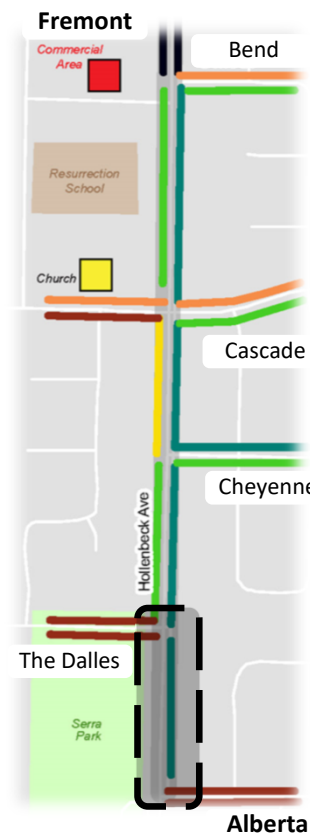 Fremont
Commercial
Area
Bend
Resurrection
School
Church
Cascade
Cheyenne
Hollenbeck Ave
The Dalles
Serra
Park
Alberta